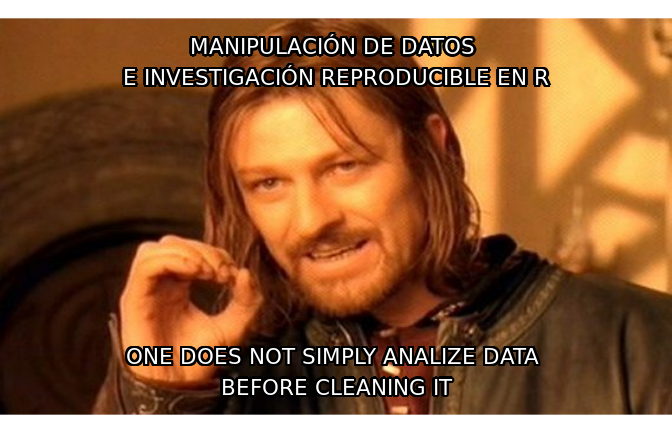 MANIPULACIÓN DE DATOS
E INVESTIGACIÓN REPRODUCIBLE EN R
ONE DOES NOT SIMPLY ANALIZE DATA
BEFORE CLEANING IT